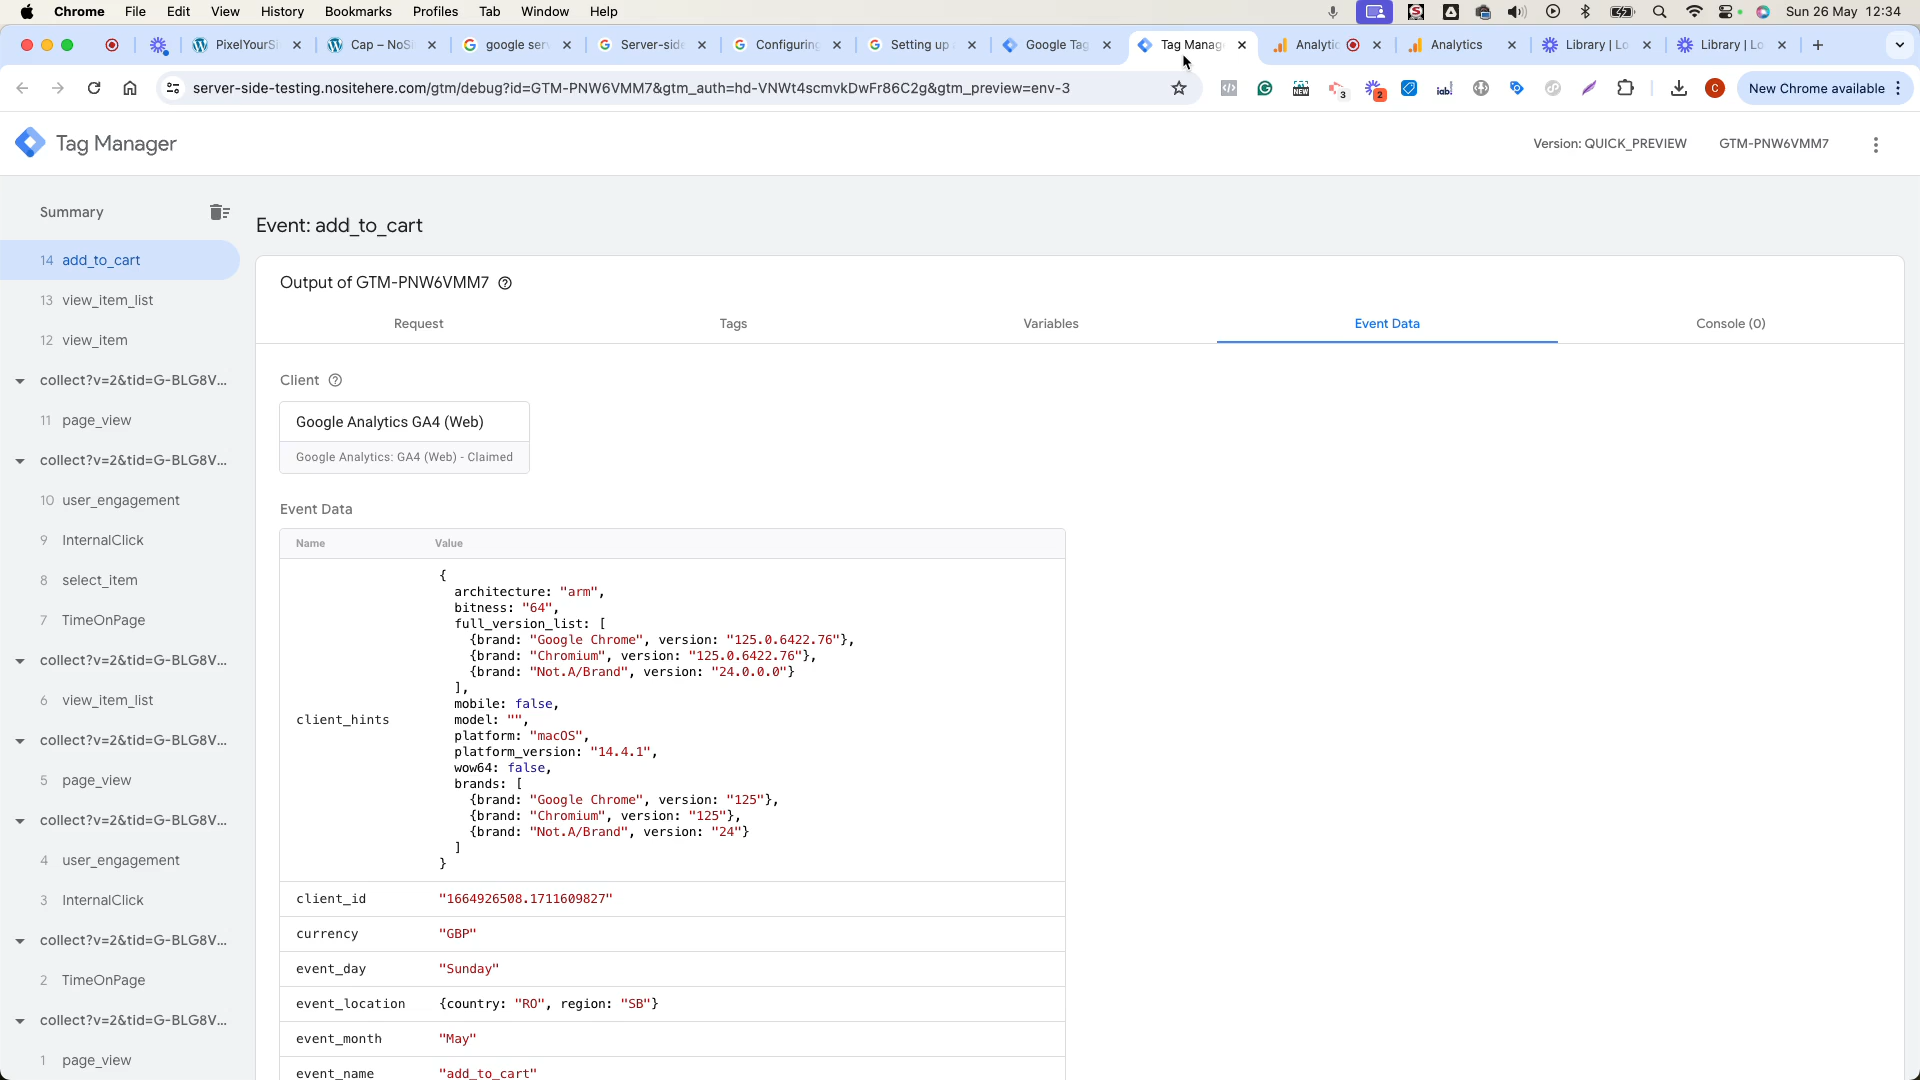 Chrome File Edit View History Bookmarks Profiles Tab Window Help Sun 26 May 12:34
PixelYourSi Cap – NoSi google serv Server-side Configuring Setting up Google Tag Tag Manag Analytic Analytics Library | Lo Library | Lo
server-side-testing.nositehere.com/gtm/debug?id=GTM-PNW6VMM7&gtm_auth=hd-VNWt4scmvkDwFr86C2g&gtm_preview=env-3 NEW 3 2 iab! C New Chrome available
Tag Manager Version: QUICK_PREVIEW GTM-PNW6VMM7
Summary
14 add_to_cart
13 view_item_list
12 view_item
collect?v=2&tid=G-BLG8V...
11 page_view
collect?v=2&tid=G-BLG8V...
10 user_engagement
9 InternalClick
8 select_item
7 TimeOnPage
collect?v=2&tid=G-BLG8V...
6 view_item_list
collect?v=2&tid=G-BLG8V...
5 page_view
collect?v=2&tid=G-BLG8V...
4 user_engagement
3 InternalClick
collect?v=2&tid=G-BLG8V...
2 TimeOnPage
collect?v=2&tid=G-BLG8V...
1 page_view
Event: add_to_cart
Output of GTM-PNW6VMM7
Request Tags Variables Event Data Console (0)
Client
Google Analytics GA4 (Web)
Google Analytics: GA4 (Web) - Claimed
Event Data
Name Value
client_hints
{
architecture: "arm",
bitness: "64",
full_version_list: [
{brand: "Google Chrome", version: "125.0.6422.76"},
{brand: "Chromium", version: "125.0.6422.76"},
{brand: "Not.A/Brand", version: "24.0.0.0"}
],
mobile: false,
model: "",
platform: "macOS",
platform_version: "14.4.1",
wow64: false,
brands: [
{brand: "Google Chrome", version: "125"},
{brand: "Chromium", version: "125"},
{brand: "Not.A/Brand", version: "24"}
]
}
client_id "1664926508.1711609827"
currency "GBP"
event_day "Sunday"
event_location {country: "RO", region: "SB"}
event_month "May"
event_name "add_to_cart"